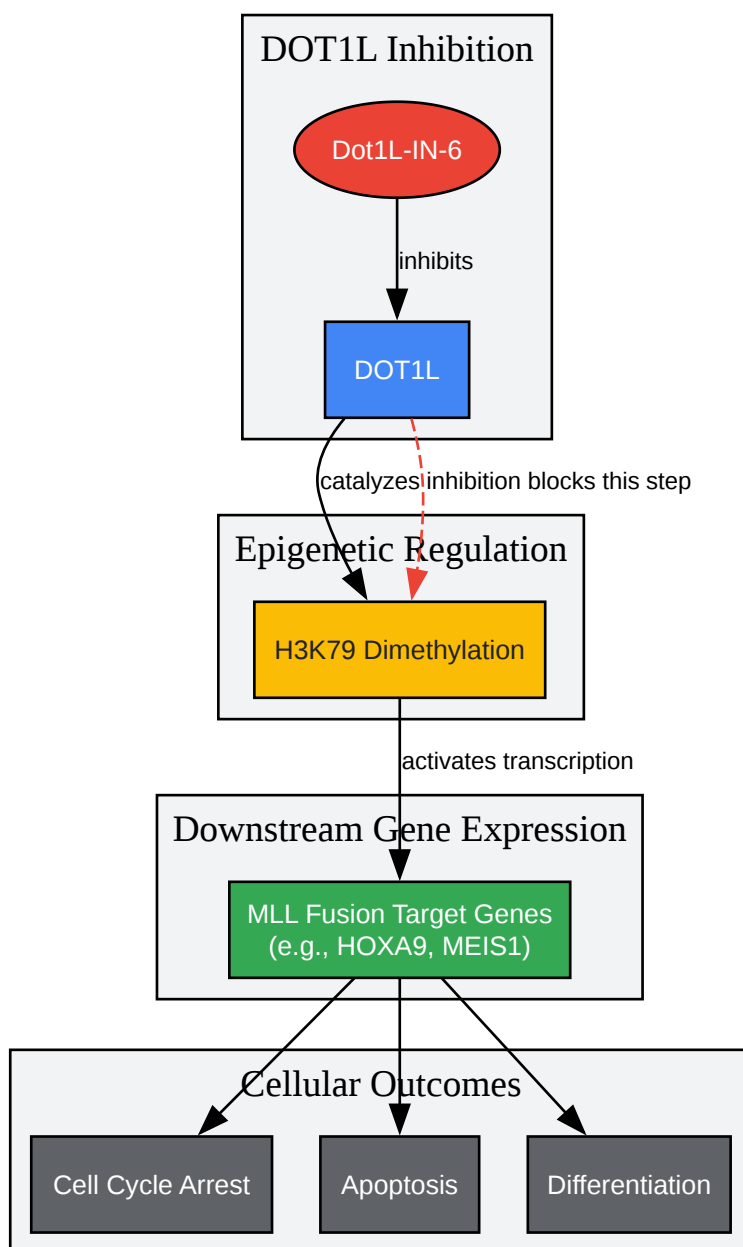 DOT1L Inhibition
Dot1L-IN-6
inhibits
DOT1L
catalyzes
inhibition blocks this step
Epigenetic Regulation
H3K79 Dimethylation
activates transcription
Downstream Gene Expression
MLL Fusion Target Genes
(e.g., HOXA9, MEIS1)
Cellular Outcomes
Cell Cycle Arrest
Apoptosis
Differentiation